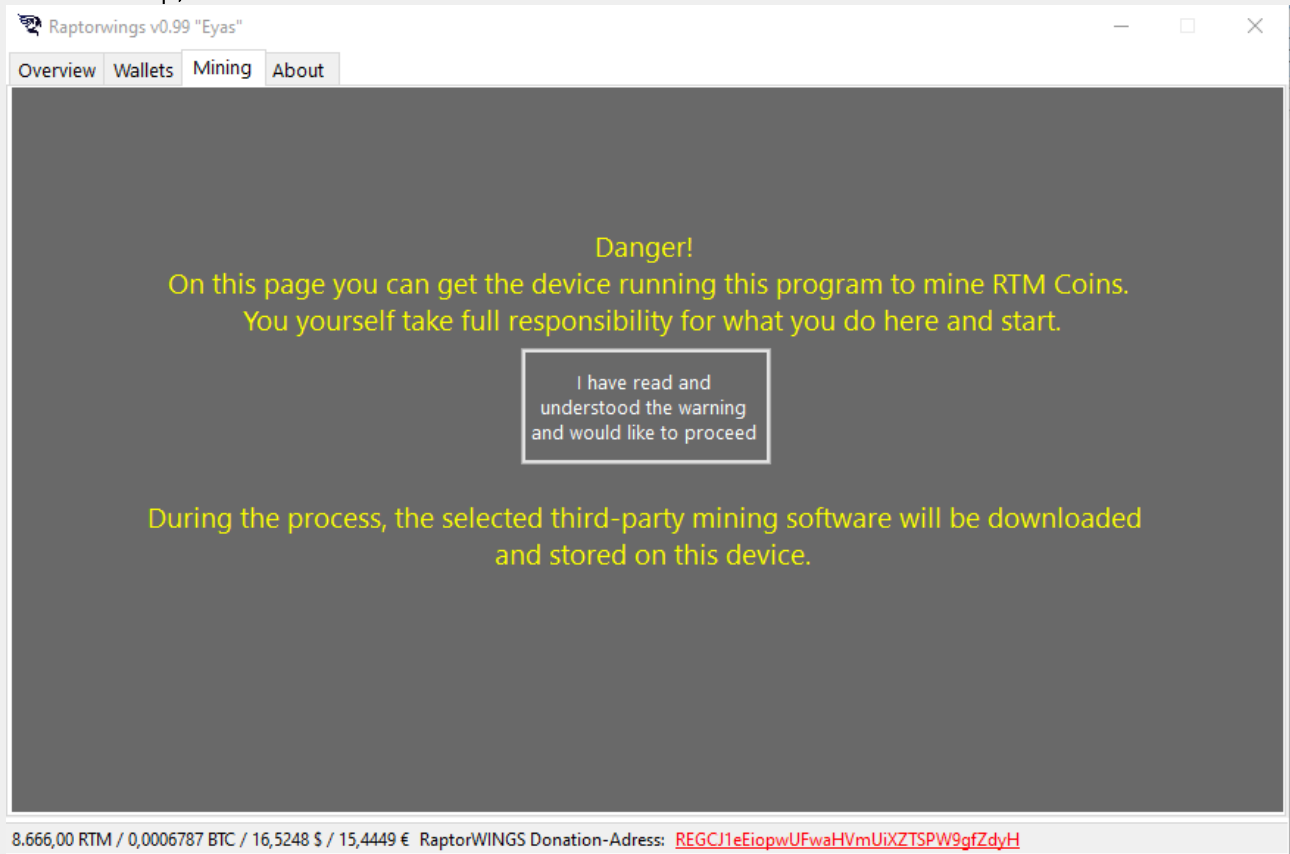 Raptorwings v0.99 "Eyas"
Overview Wallets Mining About
Danger!
On this page you can get the device running this program to mine RTM Coins.
You yourself take full responsibility for what you do here and start.
I have read and
understood the warning
and would like to proceed
During the process, the selected third-party mining software will be downloaded
and stored on this device.
8.666,00 RTM / 0,0006787 BTC / 16,5248 $ / 15,4449 € RaptorWINGS Donation-Adress: REGCJ1eEiopwUFwaHVmUiXZTSPW9gfZdyH